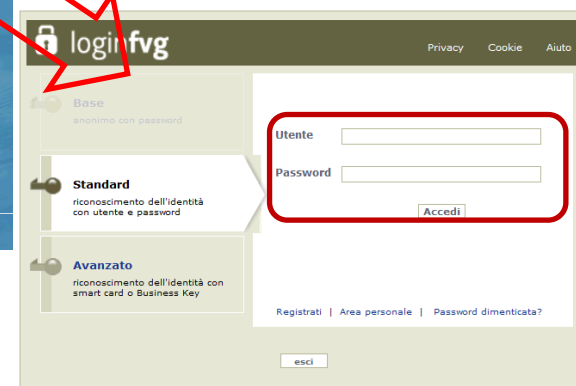 loginfvg
Privacy Cookie Aiuto
Base
anonimo con password
Standard
riconoscimento dell'identità
con utente e password
Avanzato
riconoscimento dell'identità con
smart card o Business Key
Utente
Password
Accedi
Registrati | Area personale | Password dimenticata?
esci